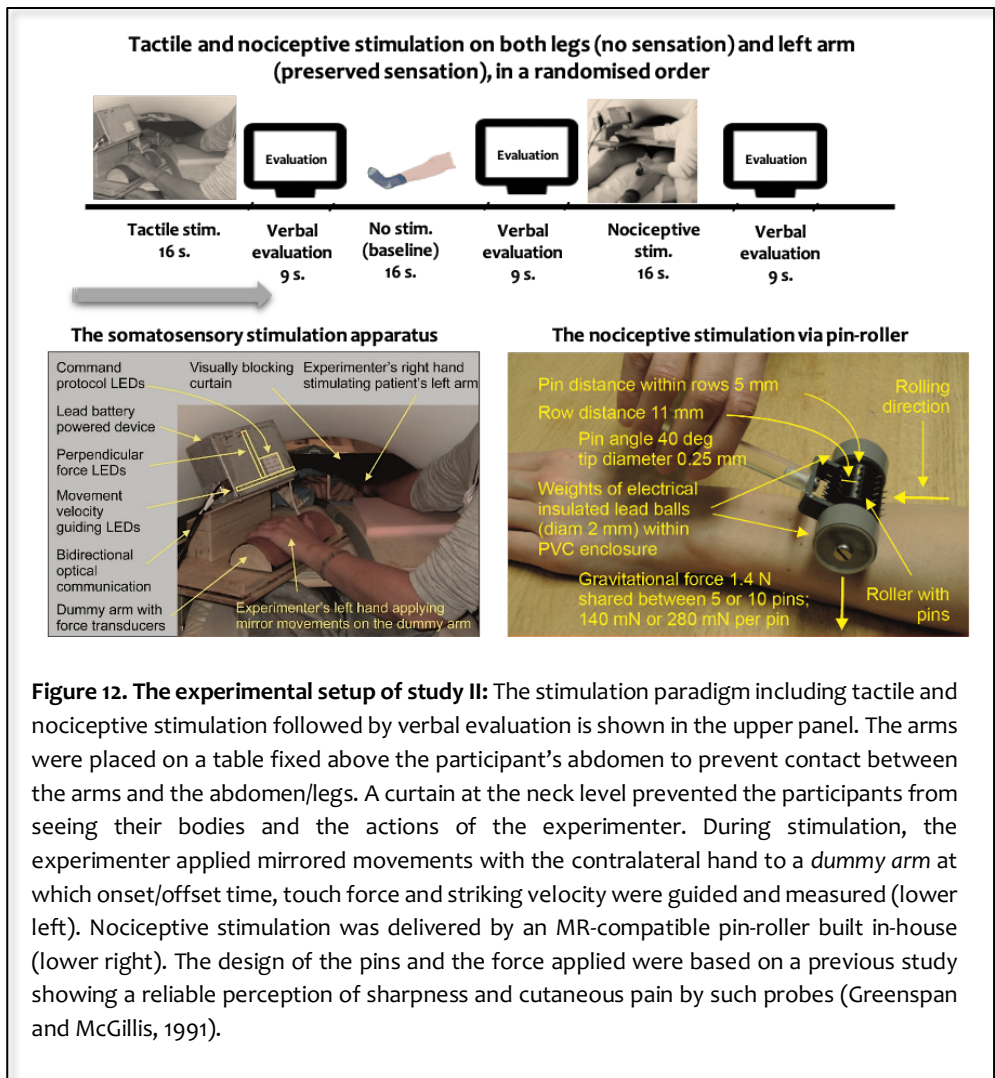 Tactile and nociceptive stimulation on both legs (no sensation) and left arm
(preserved sensation), in a randomised order
Evaluation
Evaluation
Evaluation
Tactile stim.
16 s.
Verbal
evaluation
9 s.
No stim.
(baseline)
16 s.
Verbal
evaluation
9 s.
Nociceptive
stim.
16 s.
Verbal
evaluation
9 s.
The somatosensory stimulation apparatus
Command
protocol LEDs
Visually blocking
curtain
Experimenter's right hand
stimulating patient's left arm
Lead battery
powered device
Perpendicular
force LEDs
Movement
velocity
guiding LEDs
Bidirectional
optical
communication
Dummy arm with
force transducers
Experimenter's left hand applying
mirror movements on the dummy arm
The nociceptive stimulation via pin-roller
Pin distance within rows 5 mm
Row distance 11 mm
Pin angle 40 deg
tip diameter 0.25 mm
Weights of electrical
insulated lead balls
(diam 2 mm) within
PVC enclosure
Gravitational force 1.4 N
shared between 5 or 10 pins;
140 mN or 280 mN per pin
Rolling
direction
Roller with
pins
Figure 12. The experimental setup of study II: The stimulation paradigm including tactile and
nociceptive stimulation followed by verbal evaluation is shown in the upper panel. The arms
were placed on a table fixed above the participant's abdomen to prevent contact between
the arms and the abdomen/legs. A curtain at the neck level prevented the participants from
seeing their bodies and the actions of the experimenter. During stimulation, the
experimenter applied mirrored movements with the contralateral hand to a dummy arm at
which onset/offset time, touch force and striking velocity were guided and measured (lower
left). Nociceptive stimulation was delivered by an MR-compatible pin-roller built in-house
(lower right). The design of the pins and the force applied were based on a previous study
showing a reliable perception of sharpness and cutaneous pain by such probes (Greenspan
and McGillis, 1991).